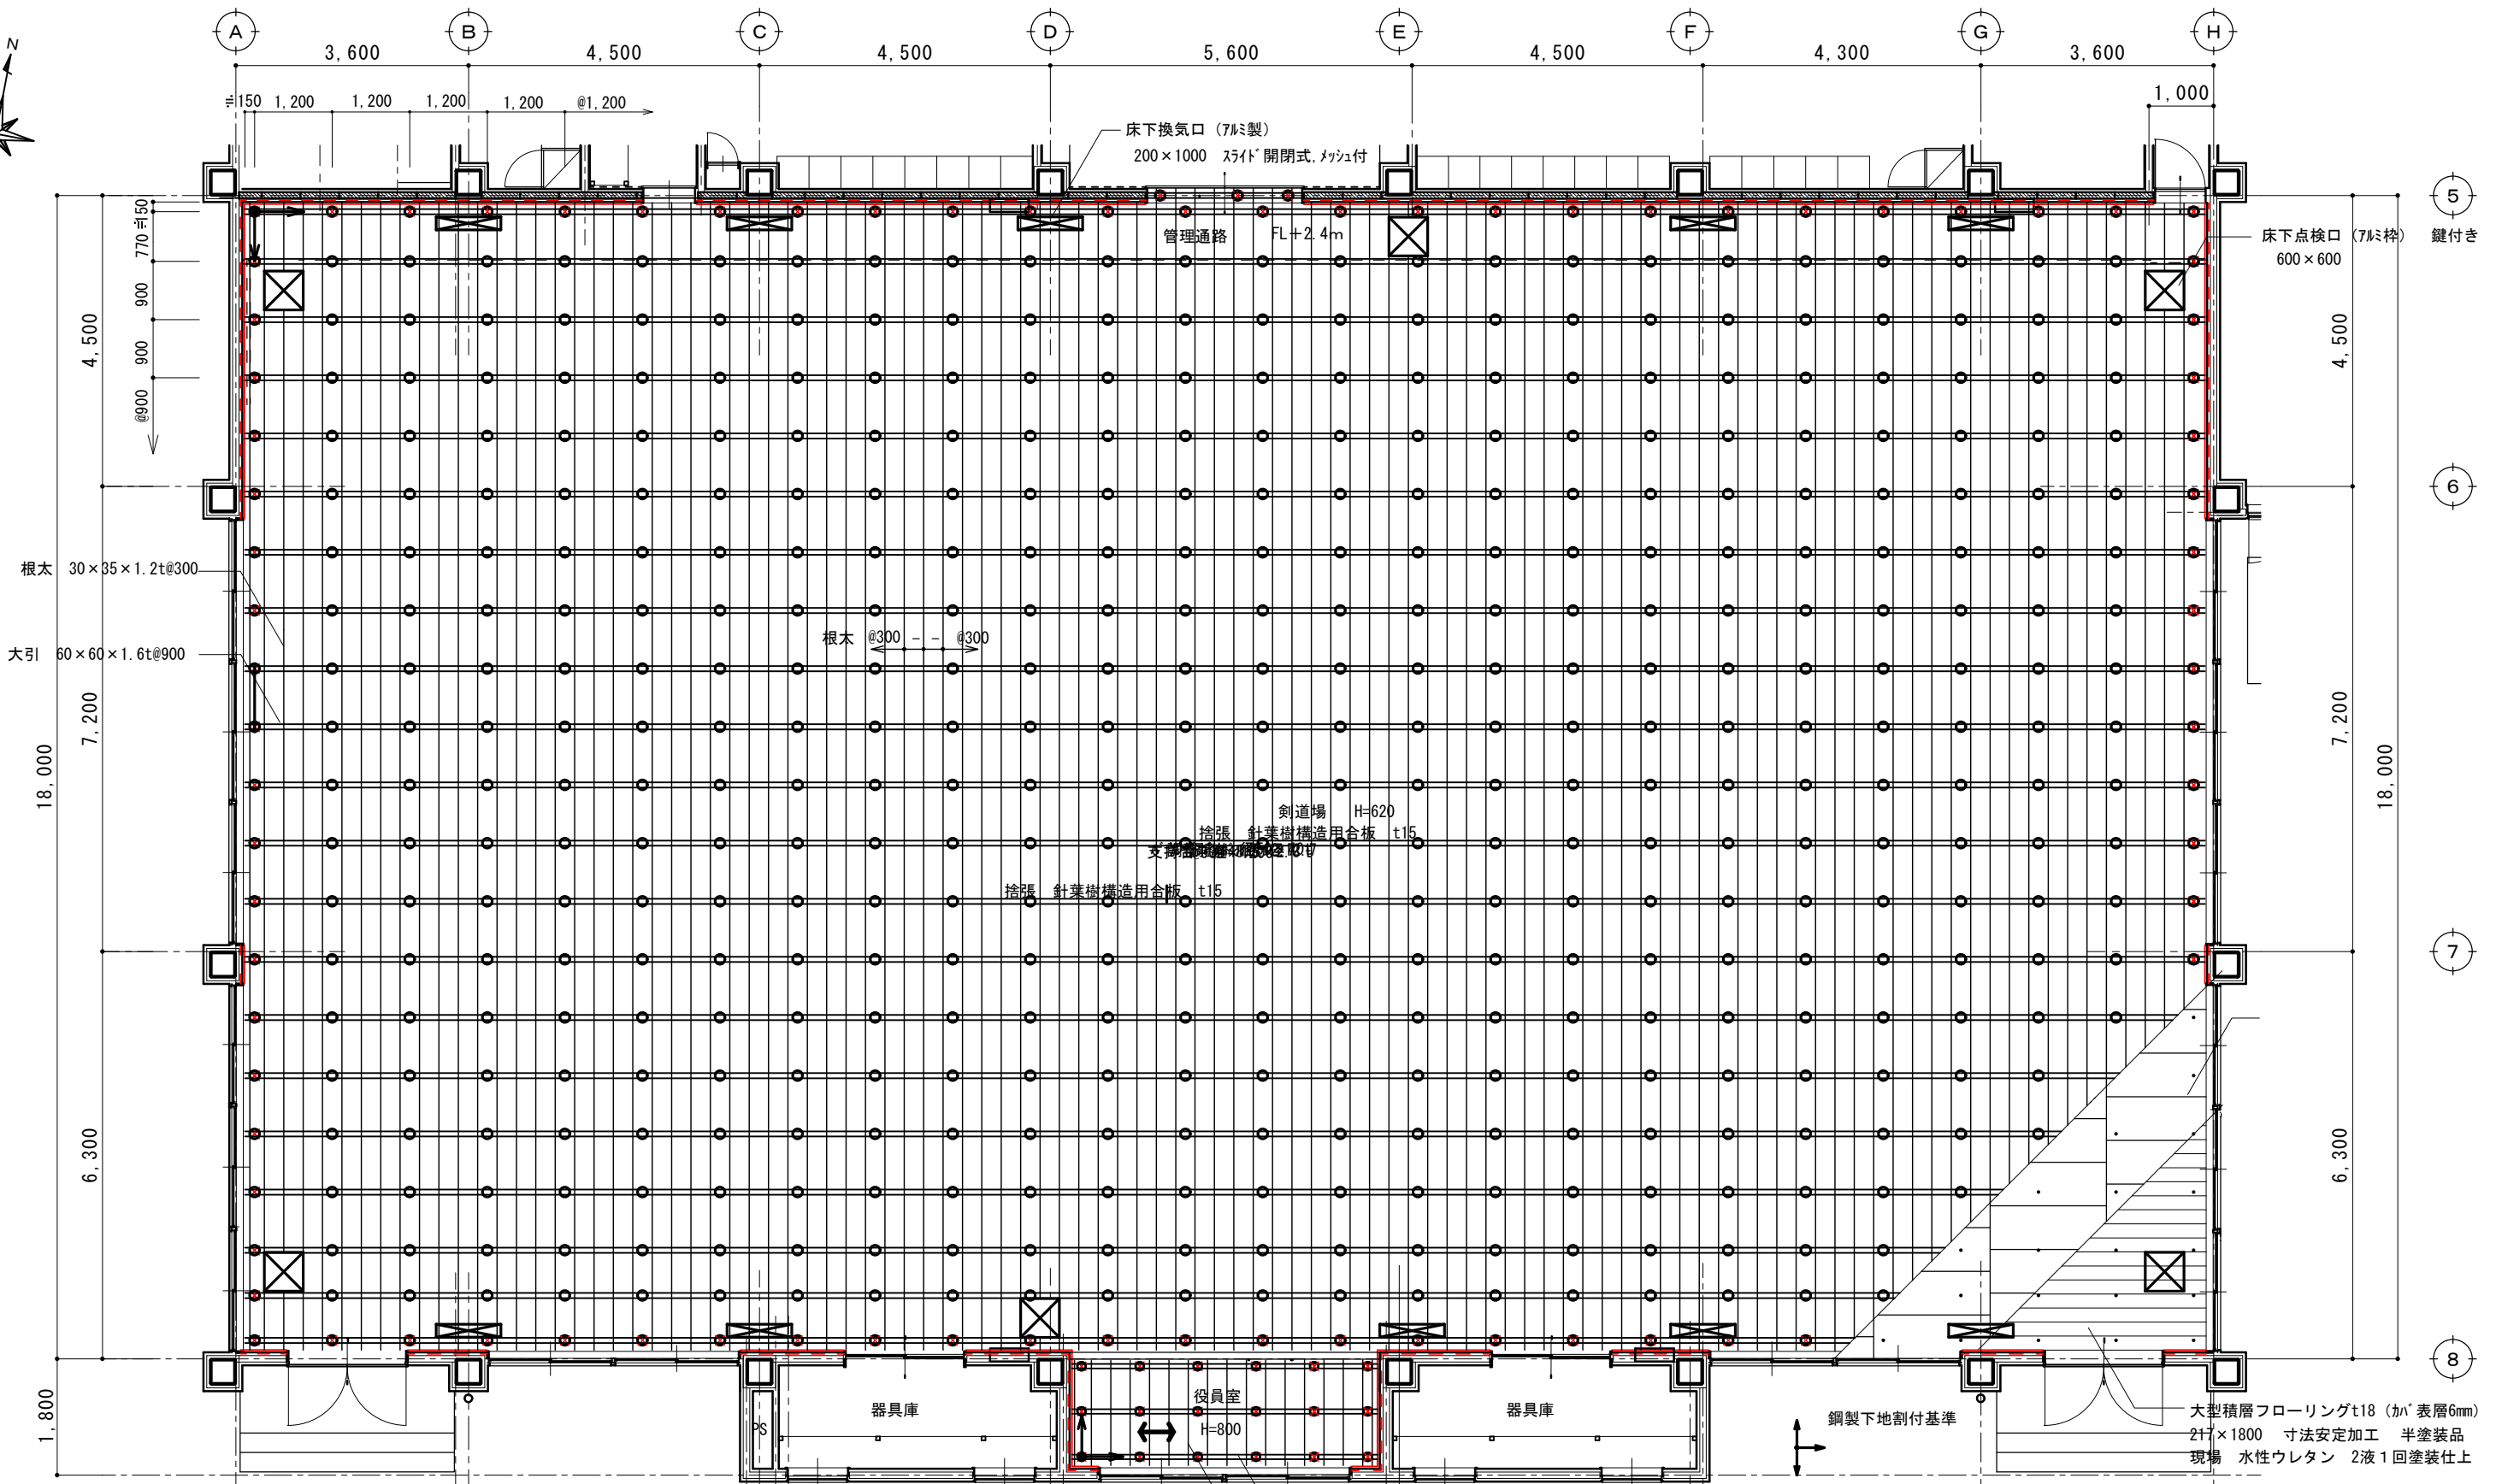 A B C D E F G H
N
3,600 4,500 4,500 5,600 4,500 4,300 3,600
≒150 1,200 1,200 1,200 1,200 @1,200
1,000
床下換気口 (ｱﾙﾐ製)
200×1000 ｽﾗｲﾄﾞ開閉式,ﾒｯｼｭ付
5
管理通路 FL+2.4m
床下点検口 (ｱﾙﾐ枠) 鍵付き
600×600
≒150
770
900
900
@900
4,500
4,500
6
根太 30×35×1.2t@300
根太 @300 - - @300
大引 60×60×1.6t@900
7,200
18,000
7,200
18,000
剣道場 H=620
捨張 針葉樹構造用合板 t15
捨張 針葉樹構造用合板 t15
7
6,300
6,300
8
1,800
役員室
H=800
器具庫
器具庫
PS
鋼製下地割付基準
大型積層フローリングt18 (ｶﾊﾞ表層6mm)
217×1800 寸法安定加工 半塗装品
現場 水性ウレタン 2液1回塗装仕上